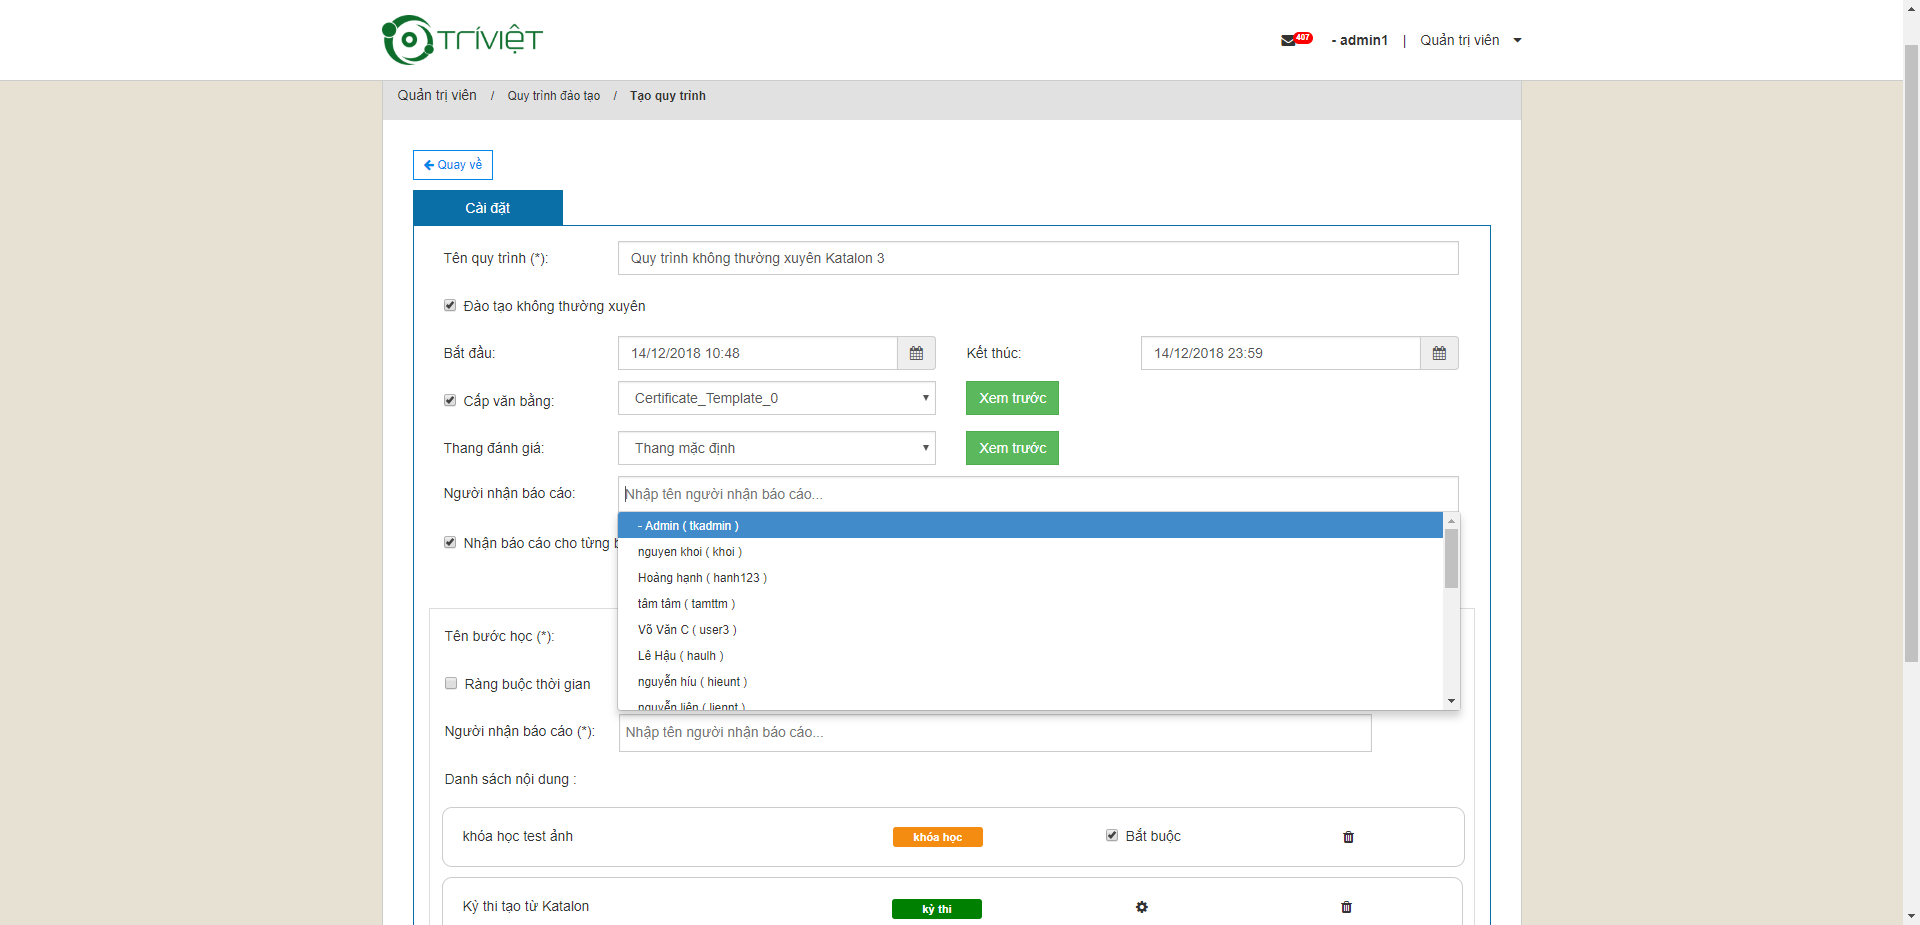 TRÍVIỆT
407
- admin1 | Quản trị viên
Quản trị viên / Quy trình đào tạo / Tạo quy trình
Quay về
Cài đặt
Tên quy trình (*): Quy trình không thường xuyên Katalon 3
Đào tạo không thường xuyên
Bắt đầu: 14/12/2018 10:48 Kết thúc: 14/12/2018 23:59
Cấp văn bằng: Certificate_Template_0 Xem trước
Thang đánh giá: Thang mặc định Xem trước
Người nhận báo cáo: Nhập tên người nhận báo cáo...
- Admin ( tkadmin )
Nhận báo cáo cho từng
nguyen khoi ( khoi )
Hoàng hạnh ( hanh123 )
tâm tâm ( tamttm )
Võ Văn C ( user3 )
Lê Hậu ( haulh )
nguyễn híu ( hieunt )
nguyễn liên ( liennt )
Tên bước học (*):
Ràng buộc thời gian
Người nhận báo cáo (*): Nhập tên người nhận báo cáo...
Danh sách nội dung :
khóa học test ảnh khóa học Bắt buộc
Kỳ thi tạo từ Katalon kỳ thi